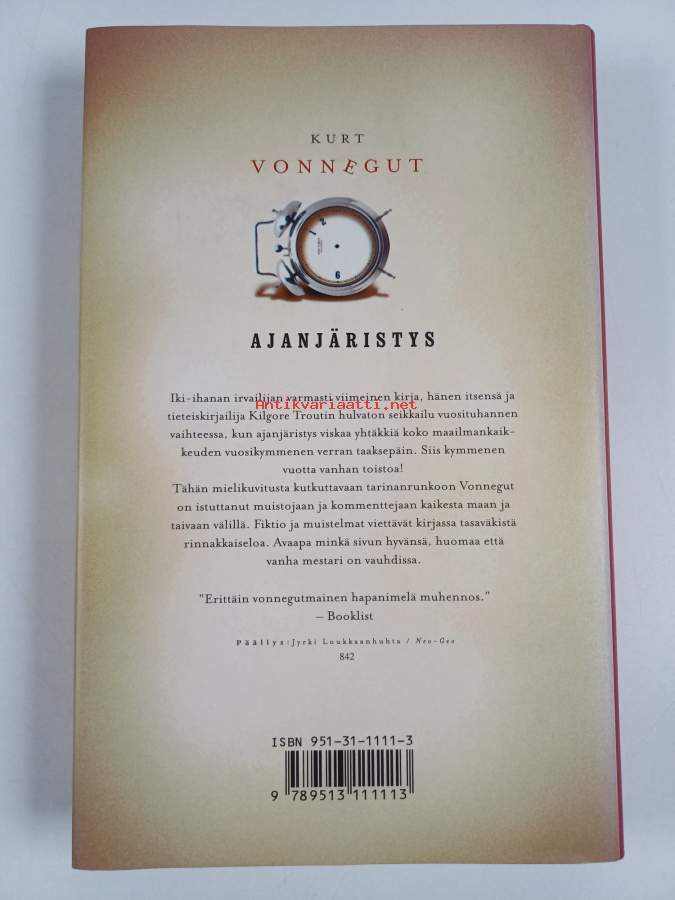 KURT
VONNEGUT
1 2
6
AJANJÄRISTYS
Iki-ihanan irvailijan varmasti viimeinen kirja, hänen itsensä ja
Antikvariaatti.net
tieteiskirjailija Kilgore Troutin hulvaton seikkailu vuosituhannen
vaihteessa, kun ajanjäristys viskaa yhtäkkiä koko maailmankaik-
keuden vuosikymmenen verran taaksepäin. Siis kymmenen
vuotta vanhan toistoa!
Tähän mielikuvitusta kutkuttavaan tarinanrunkoon Vonnegut
on istuttanut muistojaan ja kommenttejaan kaikesta maan ja
taivaan välillä. Fiktio ja muistelmat viettävät kirjassa tasaväkistä
rinnakkaiseloa. Avaapa minkä sivun hyvänsä, huomaa että
vanha mestari on vauhdissa.
"Erittäin vonnegutmainen hapanimelä muhennos."
– Booklist
Päällys: Jyrki Loukkaanhuhta / Neo-Geo
842
ISBN 951-31-1111-3
9 789513 111113